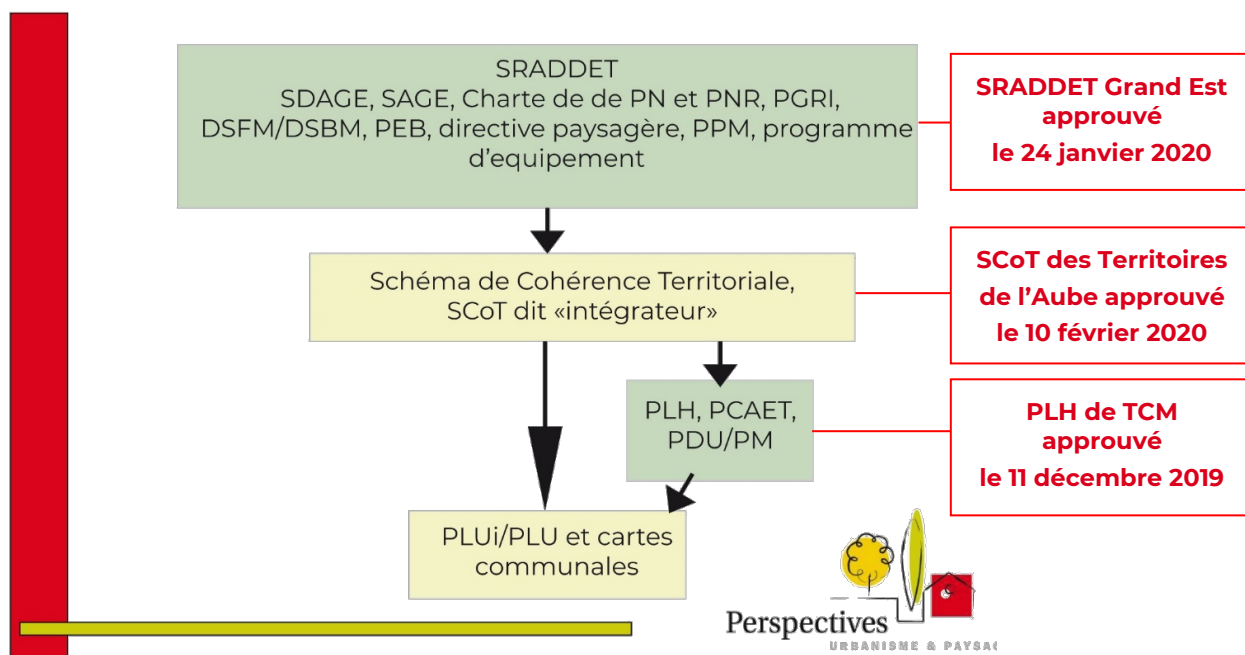 SRADDET
SDAGE, SAGE, Charte de de PN et PNR, PGRI,
DSFM/DSBM, PEB, directive paysagère, PPM, programme
d'equipement
SRADDET Grand Est
approuvé
le 24 janvier 2020
Schéma de Cohérence Territoriale,
SCoT dit «intégrateur»
SCoT des Territoires
de l'Aube approuvé
le 10 février 2020
PLH, PCAET,
PDU/PM
PLH de TCM
approuvé
le 11 décembre 2019
PLUi/PLU et cartes
communales
Perspectives
URBANISME & PAYSA